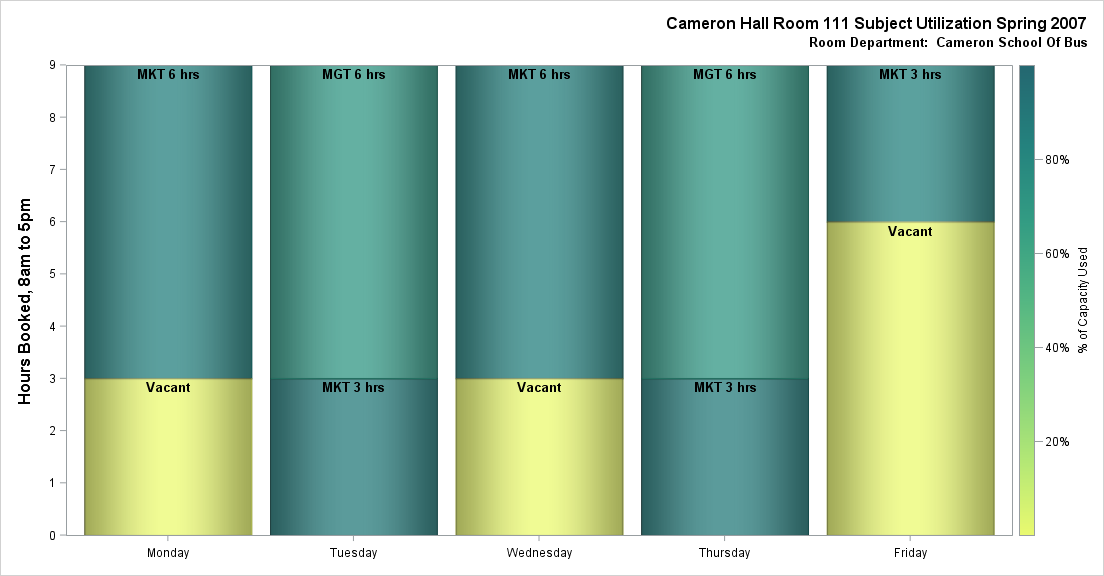 Cameron Hall Room 111 Subject Utilization Spring 2007
Room Department:  Cameron School Of Bus
Hours Booked, 8am to 5pm
9
8
7
6
5
4
3
2
1
0
MKT 6 hrs
Vacant
MGT 6 hrs
MKT 3 hrs
MKT 6 hrs
Vacant
MGT 6 hrs
MKT 3 hrs
MKT 3 hrs
Vacant
Monday
Tuesday
Wednesday
Thursday
Friday
80%
60%
40%
20%
% of Capacity Used